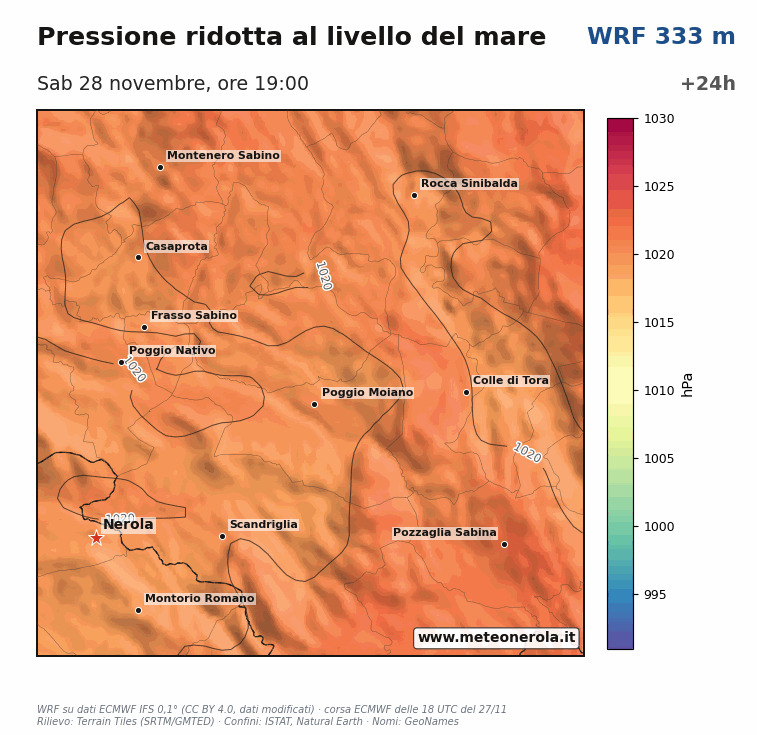 Pressione ridotta al livello del mare
WRF 333 m
Sab 28 novembre, ore 19:00
+24h
Montenero Sabino
Rocca Sinibalda
Casaprota
1020
Frasso Sabino
Poggio Nativo
1020
Colle di Tora
Poggio Moiano
1020
1020
Nerola
Scandriglia
Pozzaglia Sabina
Montorio Romano
www.meteonerola.it
1030
1025
1020
1015
1010
1005
1000
995
hPa
WRF su dati ECMWF IFS 0,1° (CC BY 4.0, dati modificati) · corsa ECMWF delle 18 UTC del 27/11
Rilievo: Terrain Tiles (SRTM/GMTED) · Confini: ISTAT, Natural Earth · Nomi: GeoNames